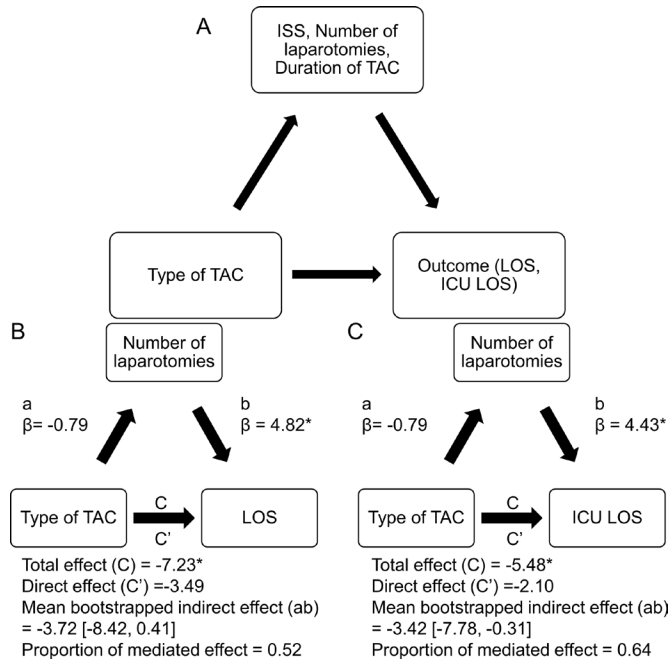 A
ISS, Number of
laparotomies,
Duration of TAC
Type of TAC
Outcome (LOS,
ICU LOS)
B
Number of
laparotomies
a
β= -0.79
b
β = 4.82*
Type of TAC
C
C’
LOS
Total effect (C) = -7.23*
Direct effect (C’) =-3.49
Mean bootstrapped indirect effect (ab)
= -3.72 [-8.42, 0.41]
Proportion of mediated effect = 0.52
C
Number of
laparotomies
a
β = -0.79
b
β = 4.43*
Type of TAC
C
C’
ICU LOS
Total effect (C) = -5.48*
Direct effect (C’) =-2.10
Mean bootstrapped indirect effect (ab)
= -3.42 [-7.78, -0.31]
Proportion of mediated effect = 0.64